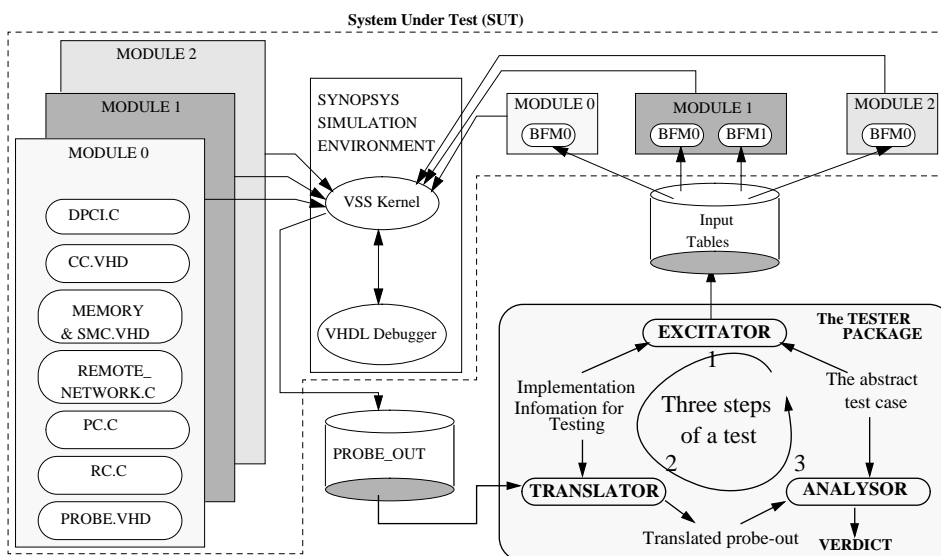 System Under Test (SUT)
MODULE 2
MODULE 1
MODULE 0
DPCI.C
CC.VHD
MEMORY
& SMC.VHD
REMOTE_
NETWORK.C
PC.C
RC.C
PROBE.VHD
SYNOPSYS
SIMULATION
ENVIRONMENT
VSS Kernel
VHDL Debugger
MODULE 0
BFM0
MODULE 1
BFM0
BFM1
MODULE 2
BFM0
Input
Tables
PROBE_OUT
The TESTER
PACKAGE
EXCITATOR
1
Implementation
Infomation for
Testing
The abstract
test case
Three steps
of a test
2
3
TRANSLATOR
ANALYSOR
Translated probe-out
VERDICT